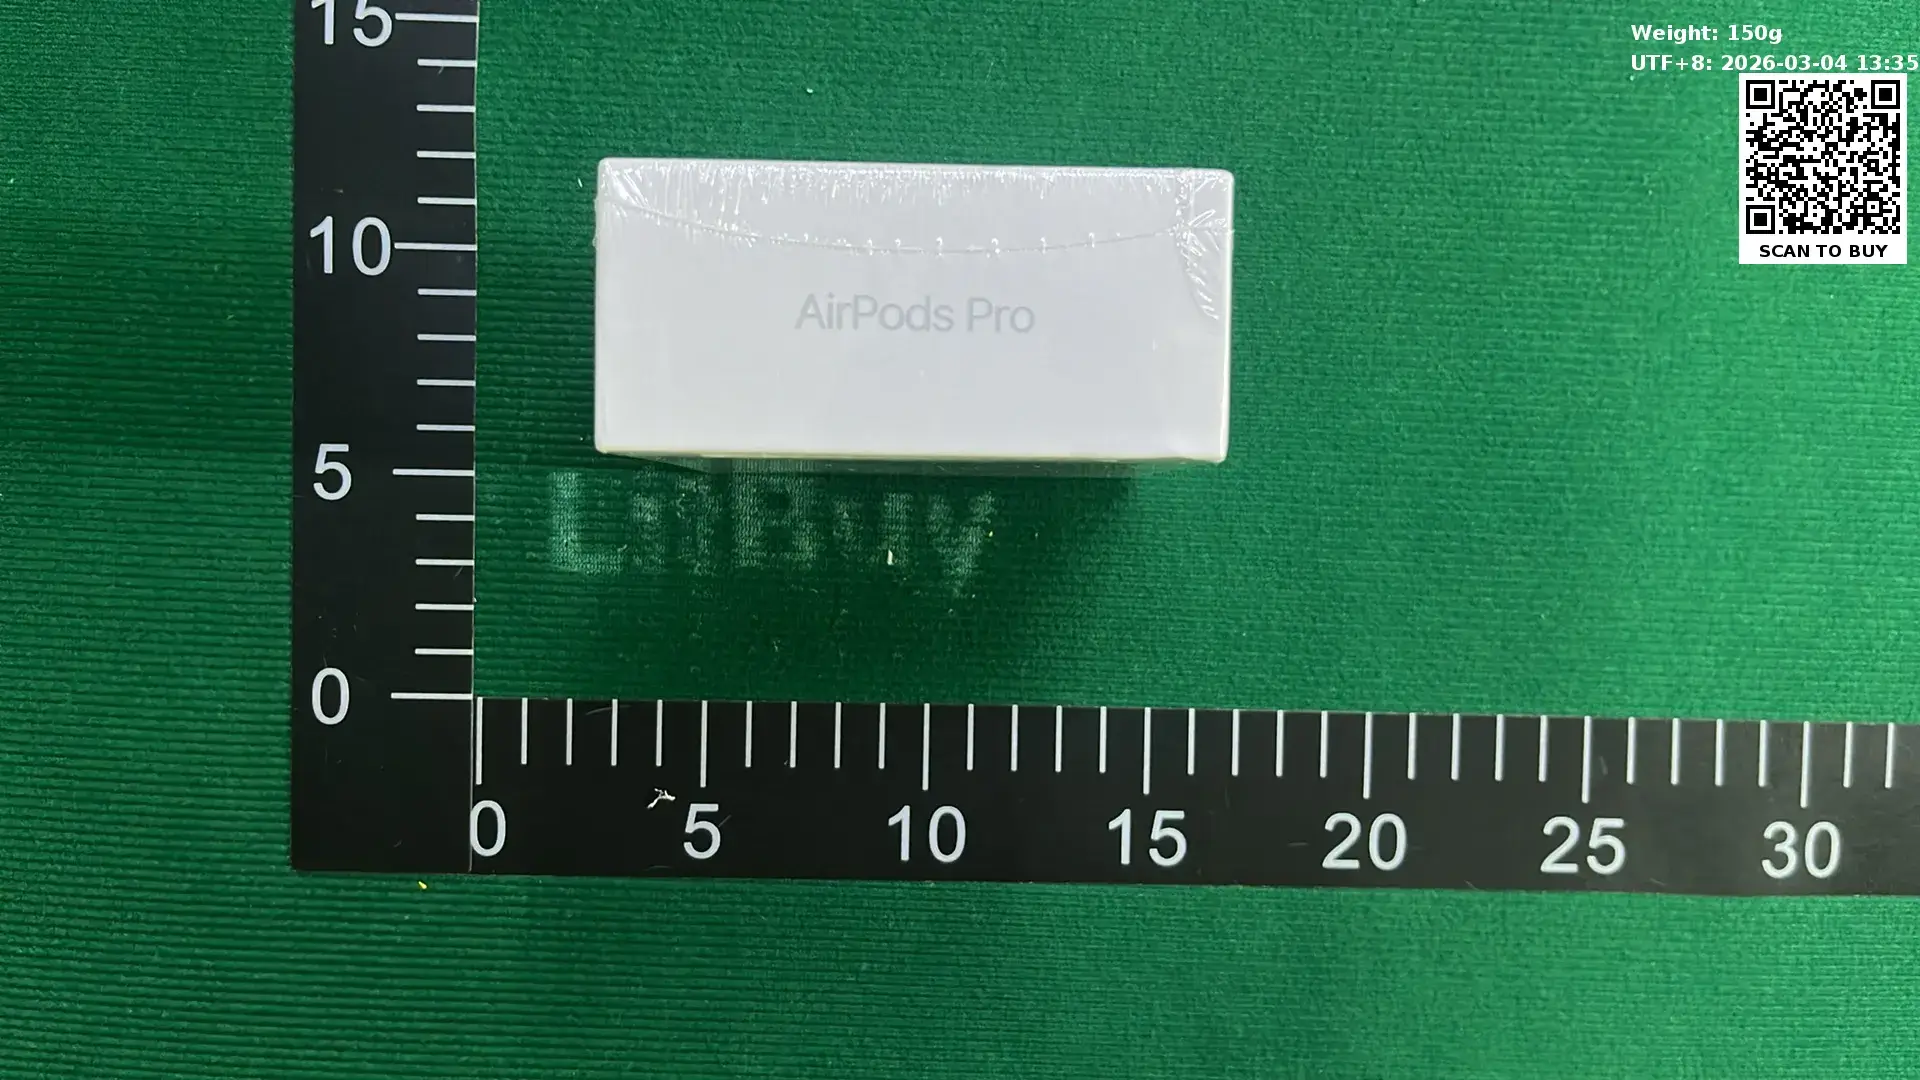 Weight: 150g
UTF+8: 2026-03-04 13:35
SCAN TO BUY
15
10
5
0
AirPods Pro
LitBuy
0 5 10 15 20 25 30